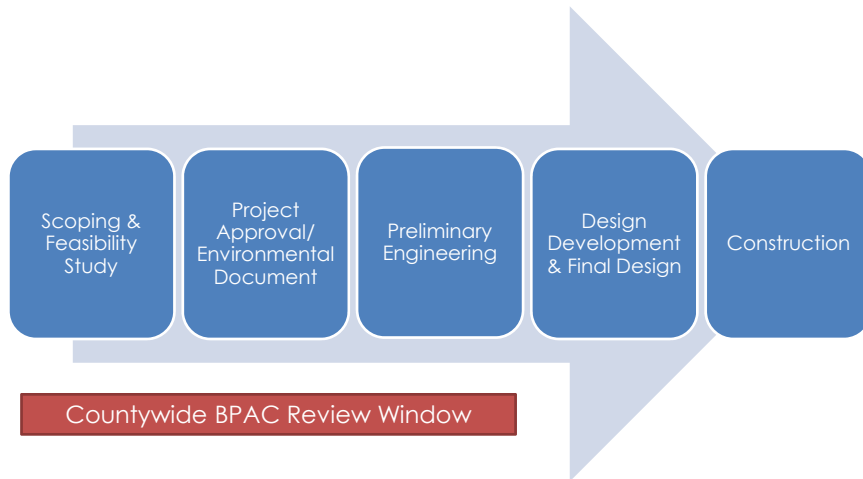 Scoping &
Feasibility
Study
Project
Approval/
Environmental
Document
Preliminary
Engineering
Design
Development
& Final Design
Construction
Countywide BPAC Review Window